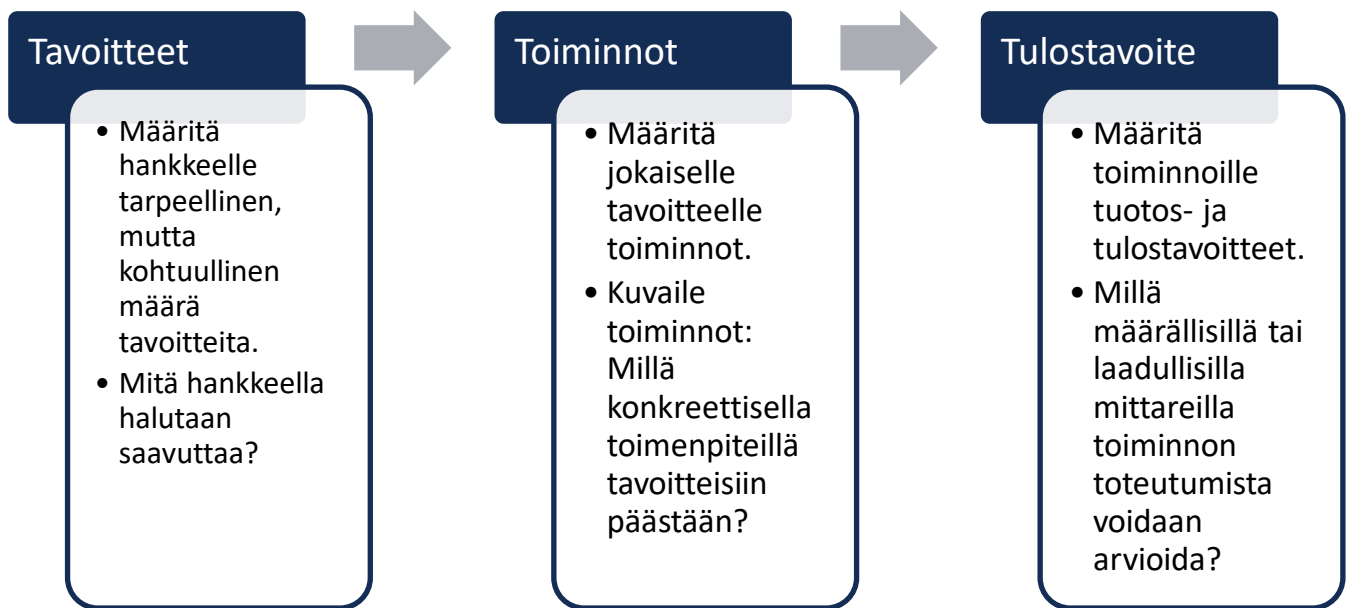 Tavoitteet
• Määritä
hankkeelle
tarpeellinen,
mutta
kohtuullinen
määrä
tavoitteita.
• Mitä hankkeella
halutaan
saavuttaa?
Toiminnot
• Määritä
jokaiselle
tavoitteelle
toiminnot.
• Kuvaile
toiminnot:
Millä
konkreettisella
toimenpiteillä
tavoitteisiin
päästään?
Tulostavoite
• Määritä
toiminnoille
tuotos- ja
tulostavoitteet.
• Millä
määrällisillä tai
laadullisilla
mittareilla
toiminnon
toteutumista
voidaan
arvioida?